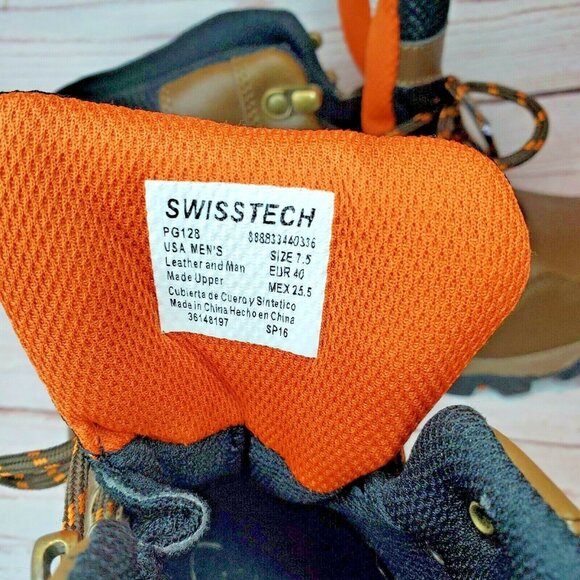 SWISSTECH
PG128 888833440336
USA MEN'S SIZE 7.5
Leather and Man EUR 40
Made Upper MEX 25.5
Cubierta de Cuero y Sintetico
Made in China Hecho en China
36148197 SP16